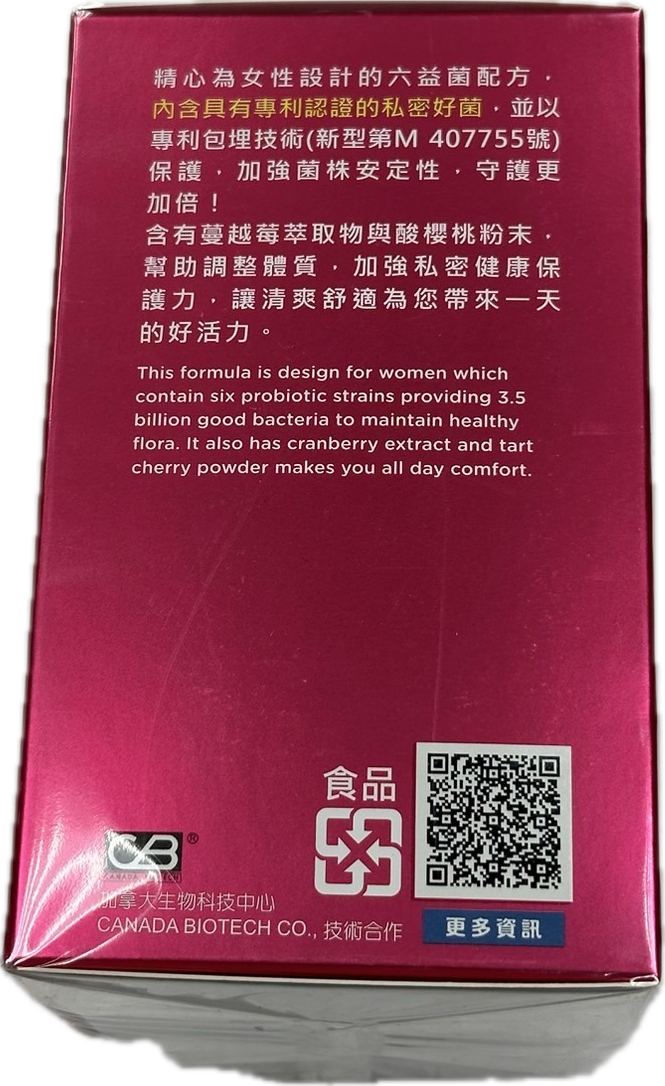 精心為女性設計的六益菌配方，
內含具有專利認證的私密好菌，並以
專利包埋技術(新型第M 407755號)
保護，加強菌株安定性，守護更
加倍！
含有蔓越莓萃取物與酸櫻桃粉末，
幫助調整體質，加強私密健康保
護力，讓清爽舒適為您帶來一天
的好活力。
This formula is design for women which
contain six probiotic strains providing 3.5
billion good bacteria to maintain healthy
flora. It also has cranberry extract and tart
cherry powder makes you all day comfort.
食品
CB®
CANADA BIOTECH
加拿大生物科技中心
CANADA BIOTECH CO., 技術合作
更多資訊